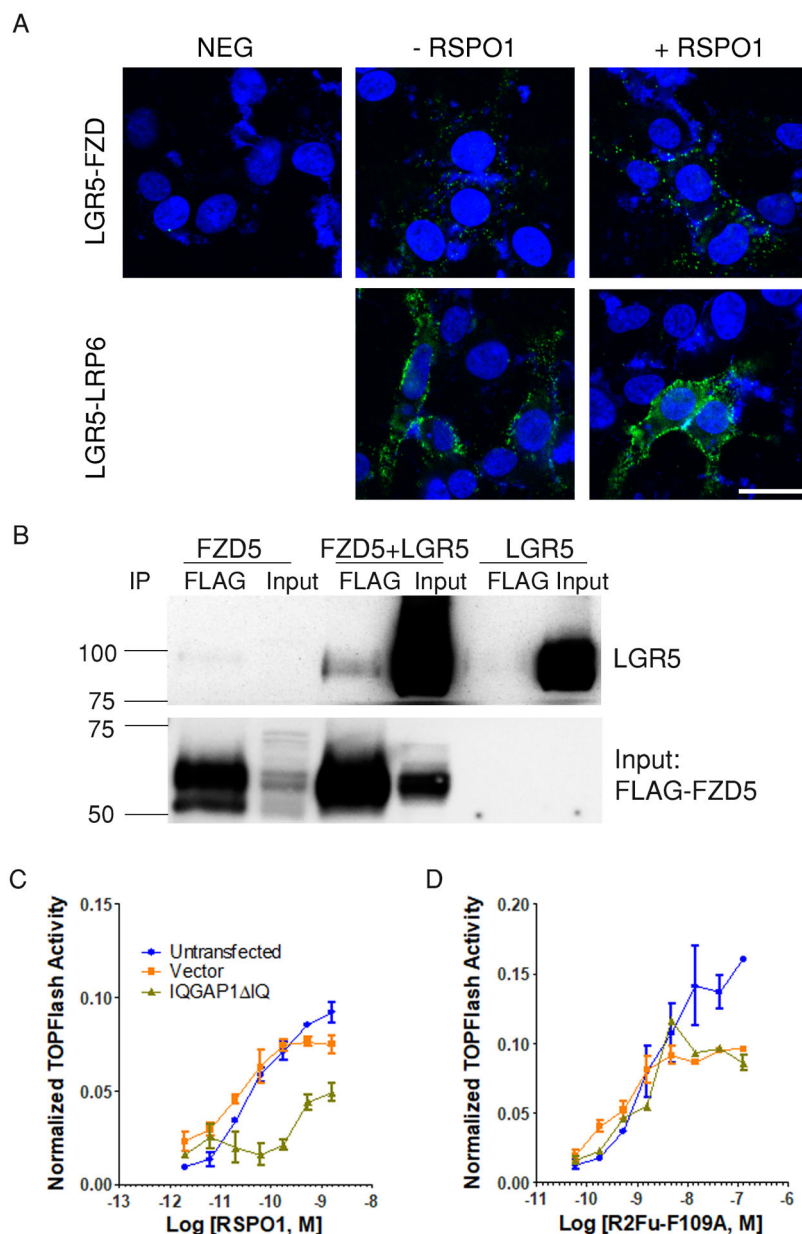 A
NEG
- RSPO1
+ RSPO1
LGR5-FZD
LGR5-LRP6
B
FZD5
FZD5+LGR5
LGR5
IP
FLAG
Input
FLAG
Input
FLAG
Input
100
75
LGR5
75
50
Input:
FLAG-FZD5
C
Normalized TOPFlash Activity
0.15
0.10
0.05
0.00
Untransfected
Vector
IQGAP1ΔIQ
-13
-12
-11
-10
-9
-8
Log [RSPO1, M]
D
Normalized TOPFlash Activity
0.20
0.15
0.10
0.05
0.00
-11
-10
-9
-8
-7
-6
Log [R2Fu-F109A, M]